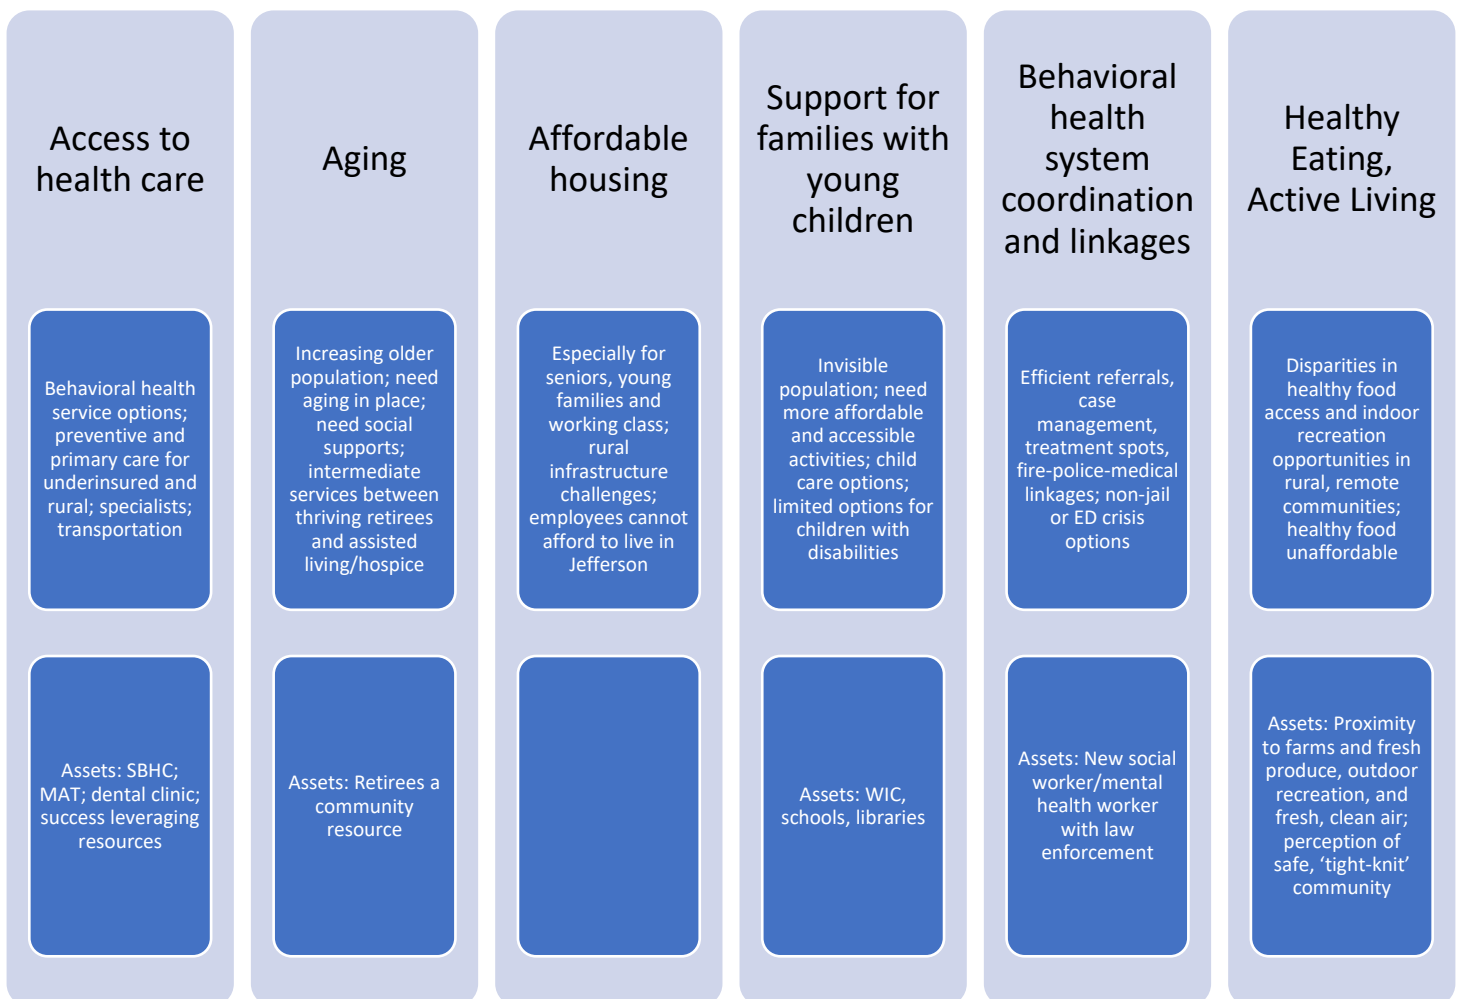 Access to
health care
Behavioral health
service options;
preventive and
primary care for
underinsured and
rural; specialists;
transportation
Assets: SBHC;
MAT; dental clinic;
success leveraging
resources
Aging
Increasing older
population; need
aging in place;
need social
supports;
intermediate
services between
thriving retirees
and assisted
living/hospice
Assets: Retirees a
community
resource
Affordable
housing
Especially for
seniors, young
families and
working class;
rural
infrastructure
challenges;
employees cannot
afford to live in
Jefferson
Support for
families with
young
children
Invisible
population; need
more affordable
and accessible
activities; child
care options;
limited options for
children with
disabilities
Assets: WIC,
schools, libraries
Behavioral
health
system
coordination
and linkages
Efficient referrals,
case
management,
treatment spots,
fire-police-medical
linkages; non-jail
or ED crisis
options
Assets: New social
worker/mental
health worker
with law
enforcement
Healthy
Eating,
Active Living
Disparities in
healthy food
access and indoor
recreation
opportunities in
rural, remote
communities;
healthy food
unaffordable
Assets: Proximity
to farms and fresh
produce, outdoor
recreation, and
fresh, clean air;
perception of
safe, ‘tight-knit’
community